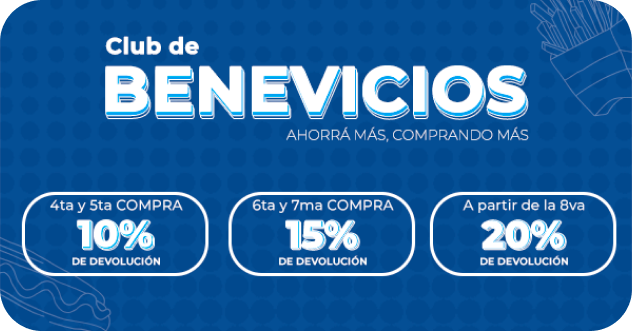 Club de
BENEVICIOS
AHORRÁ MÁS, COMPRANDO MÁS
4ta y 5ta COMPRA
10%
DE DEVOLUCIÓN
6ta y 7ma COMPRA
15%
DE DEVOLUCIÓN
A partir de la 8va
20%
DE DEVOLUCIÓN